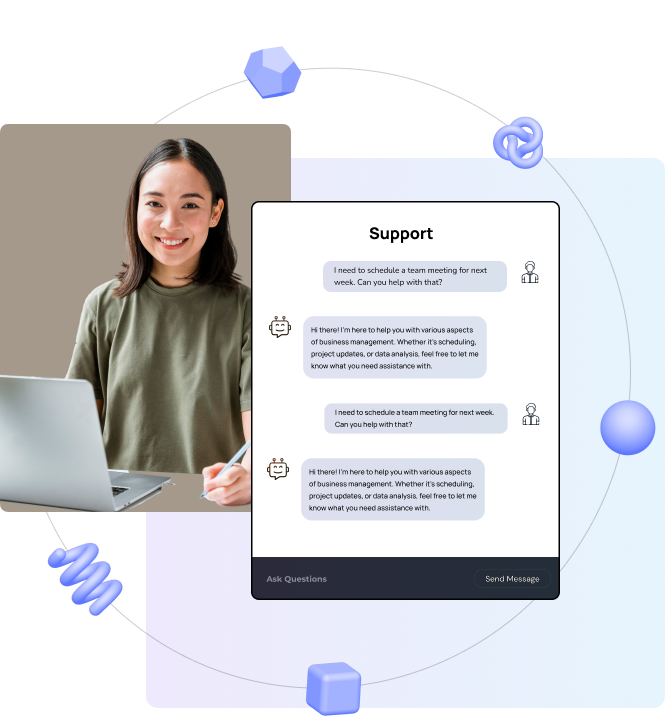 Support
I need to schedule a team meeting for next
week. Can you help with that?
Hi there! I'm here to help you with various aspects
of business management. Whether it's scheduling,
project updates, or data analysis, feel free to let me
know what you need assistance with.
I need to schedule a team meeting for next week.
Can you help with that?
Hi there! I'm here to help you with various aspects
of business management. Whether it's scheduling,
project updates, or data analysis, feel free to let me
know what you need assistance with.
Ask Questions
Send Message